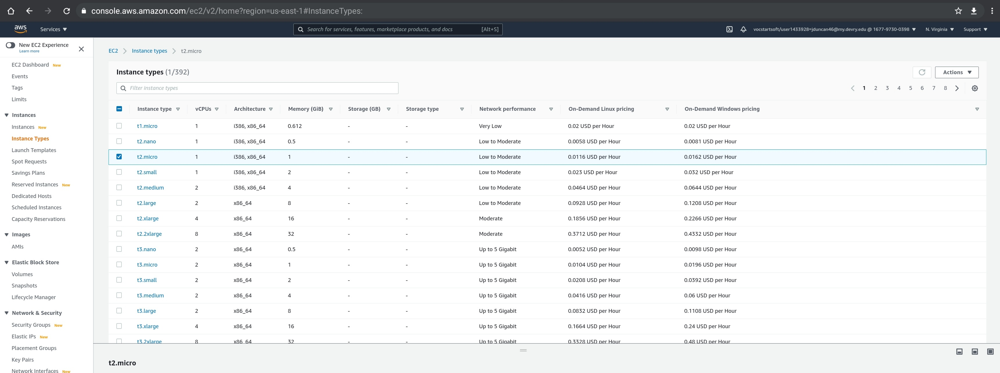 console.aws.amazon.com/ec2/v2/home?region=us-east-1#InstanceTypes:
aws Services Search for services, features, marketplace products, and docs [Alt+S] vocstartsoft/user1433928=jduncan46@my.devry.edu @ 1677-9730-0398 N. Virginia Support
New EC2 Experience
Learn more
EC2 Dashboard New
Events
Tags
Limits
Instances
Instances New
Instance Types
Launch Templates
Spot Requests
Savings Plans
Reserved Instances New
Dedicated Hosts
Scheduled Instances
Capacity Reservations
Images
AMIs
Elastic Block Store
Volumes
Snapshots
Lifecycle Manager
Network & Security
Security Groups New
Elastic IPs New
Placement Groups
Key Pairs
Network Interfaces New
EC2 Instance types t2.micro
Instance types (1/392) Actions
Filter instance types 1 2 3 4 5 6 7 8
Instance type vCPUs Architecture Memory (GiB) Storage (GB) Storage type Network performance On-Demand Linux pricing On-Demand Windows pricing
t1.micro 1 i386, x86_64 0.612 - - Very Low 0.02 USD per Hour 0.02 USD per Hour
t2.nano 1 i386, x86_64 0.5 - - Low to Moderate 0.0058 USD per Hour 0.0081 USD per Hour
t2.micro 1 i386, x86_64 1 - - Low to Moderate 0.0116 USD per Hour 0.0162 USD per Hour
t2.small 1 i386, x86_64 2 - - Low to Moderate 0.023 USD per Hour 0.032 USD per Hour
t2.medium 2 i386, x86_64 4 - - Low to Moderate 0.0464 USD per Hour 0.0644 USD per Hour
t2.large 2 x86_64 8 - - Low to Moderate 0.0928 USD per Hour 0.1208 USD per Hour
t2.xlarge 4 x86_64 16 - - Moderate 0.1856 USD per Hour 0.2266 USD per Hour
t2.2xlarge 8 x86_64 32 - - Moderate 0.3712 USD per Hour 0.4332 USD per Hour
t3.nano 2 x86_64 0.5 - - Up to 5 Gigabit 0.0052 USD per Hour 0.0098 USD per Hour
t3.micro 2 x86_64 1 - - Up to 5 Gigabit 0.0104 USD per Hour 0.0196 USD per Hour
t3.small 2 x86_64 2 - - Up to 5 Gigabit 0.0208 USD per Hour 0.0392 USD per Hour
t3.medium 2 x86_64 4 - - Up to 5 Gigabit 0.0416 USD per Hour 0.06 USD per Hour
t3.large 2 x86_64 8 - - Up to 5 Gigabit 0.0832 USD per Hour 0.1108 USD per Hour
t3.xlarge 4 x86_64 16 - - Up to 5 Gigabit 0.1664 USD per Hour 0.24 USD per Hour
t3.2xlarge 8 x86_64 32 - - Up to 5 Gigabit 0.3328 USD per Hour 0.48 USD per Hour
t2.micro